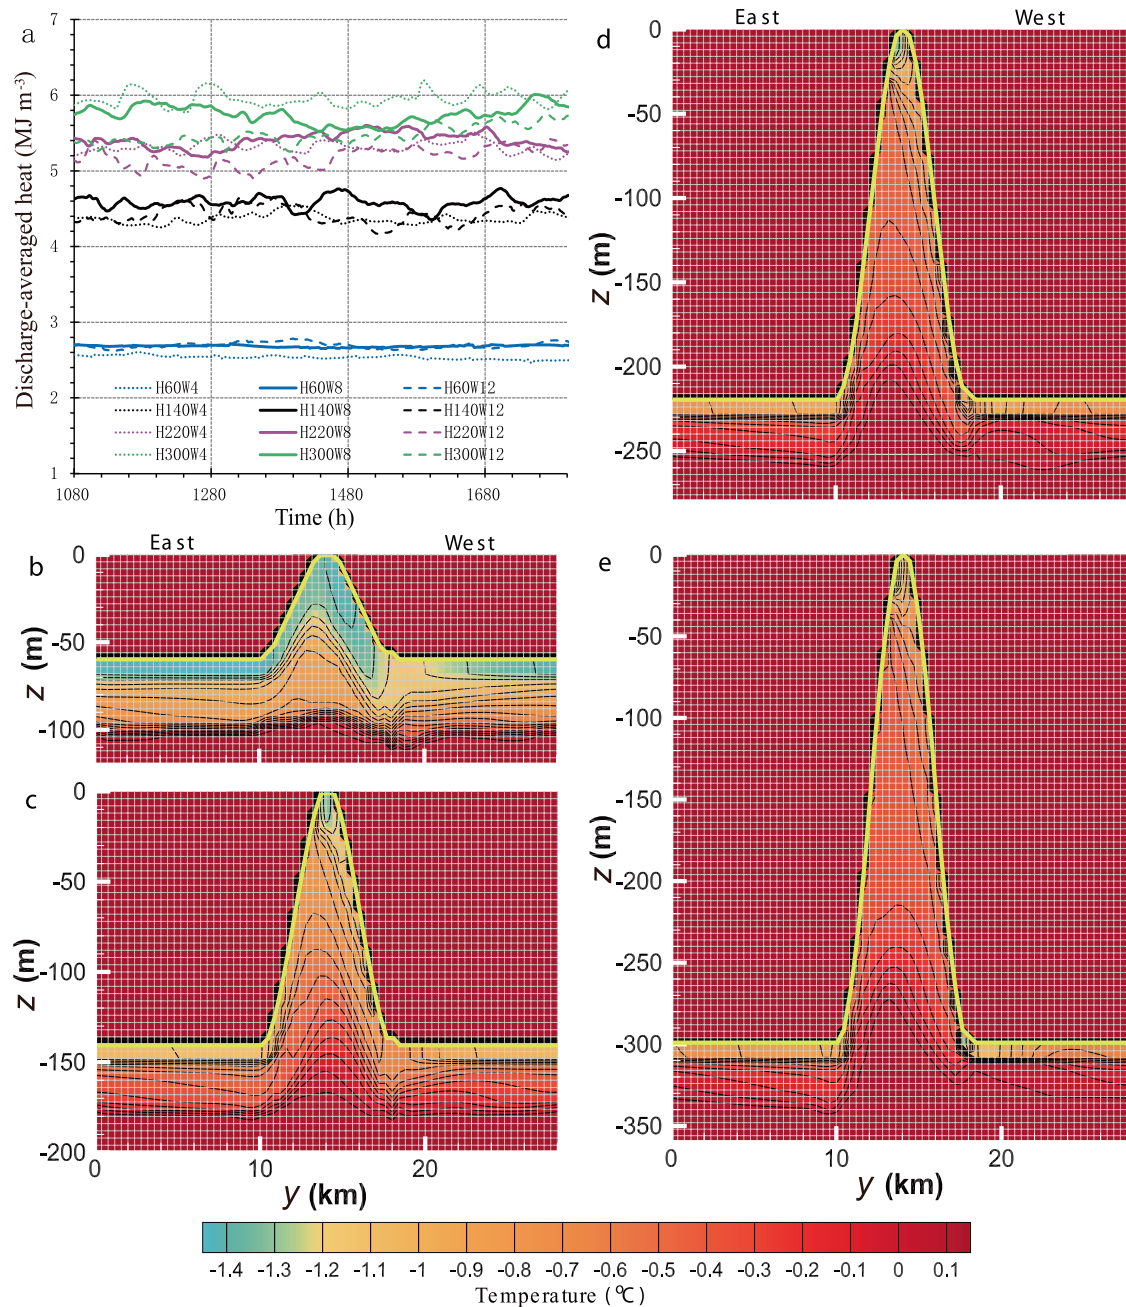 a
Discharge-averaged heat (MJ m⁻³)
7
6
5
4
3
2
1
H60W4 H60W8 H60W12
H140W4 H140W8 H140W12
H220W4 H220W8 H220W12
H300W4 H300W8 H300W12
1080 1280 1480 1680
Time (h)
East West
d
z (m)
0
-50
-100
-150
-200
-250
East West
b
z (m)
0
-50
-100
c
z (m)
0
-50
-100
-150
-200
0 10 20
y (km)
e
z (m)
0
-50
-100
-150
-200
-250
-300
-350
0 10 20
y (km)
-1.4 -1.3 -1.2 -1.1 -1 -0.9 -0.8 -0.7 -0.6 -0.5 -0.4 -0.3 -0.2 -0.1 0 0.1
Temperature (℃)